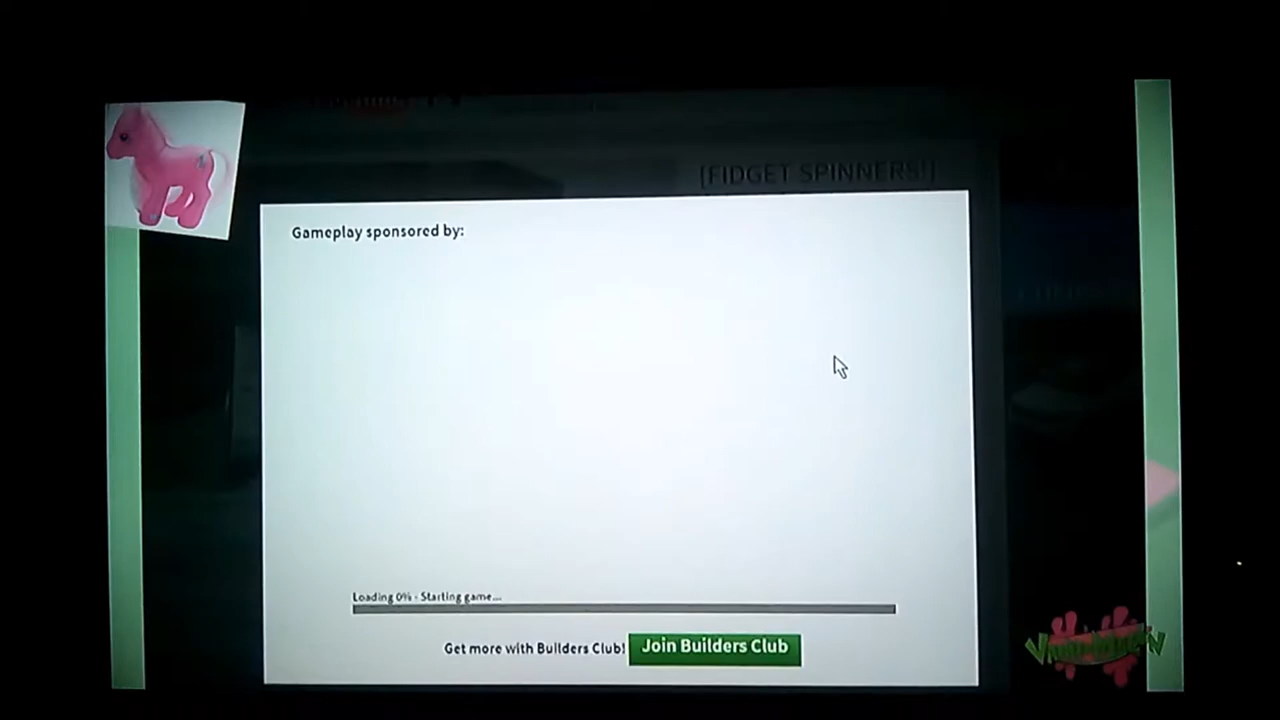 [FIDGET SPINNERS!]
Gameplay sponsored by:
Loading 0% - Starting game...
Get more with Builders Club! Join Builders Club